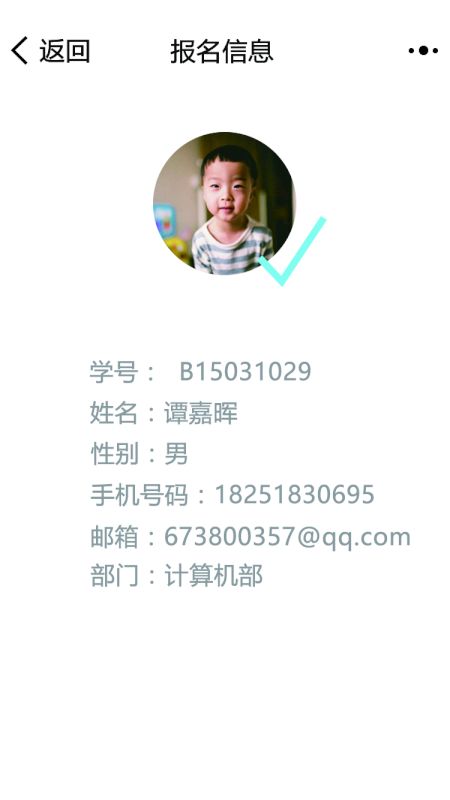 返回
报名信息
学号： B15031029
姓名：谭嘉晖
性别：男
手机号码：18251830695
邮箱：673800357@qq.com
部门：计算机部